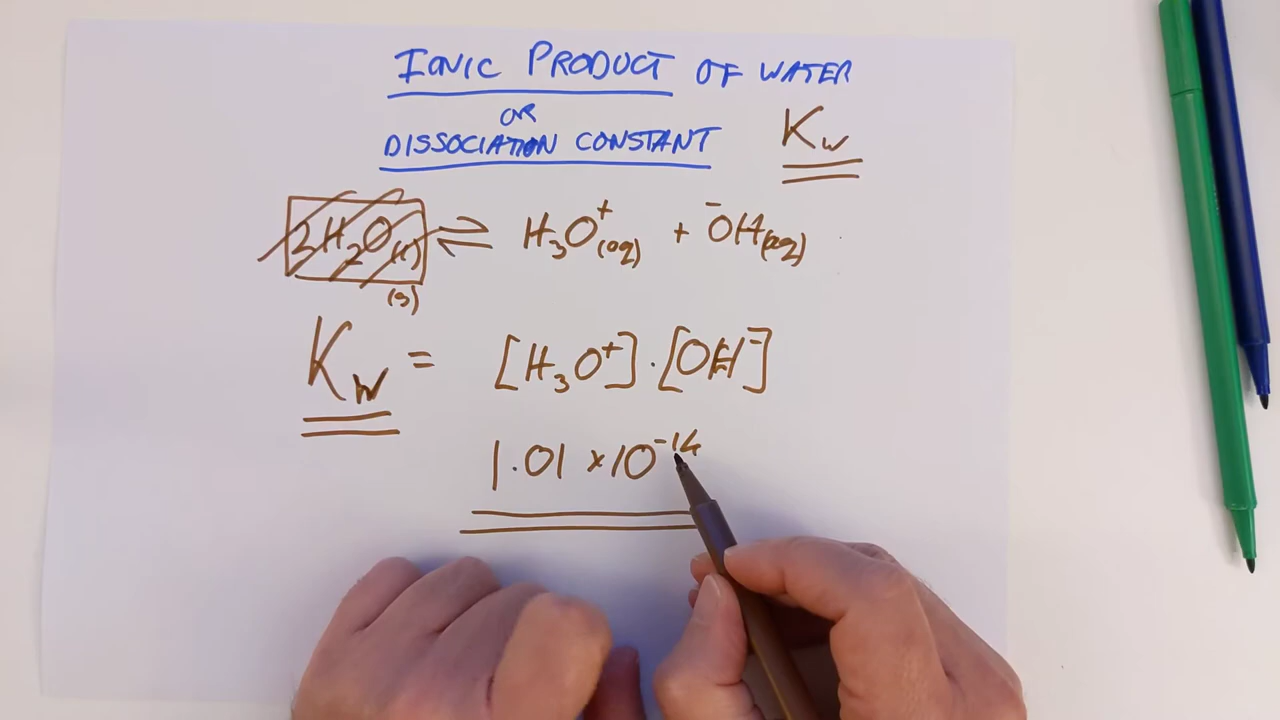 IONIC PRODUCT OF WATER
OR
DISSOCIATION CONSTANT Kw
2H₂O(l) ⇌ H₃O⁺(aq) + ⁻OH(aq)
(s)
Kw = [H₃O⁺]·[OH⁻]
1.01 × 10⁻¹⁴